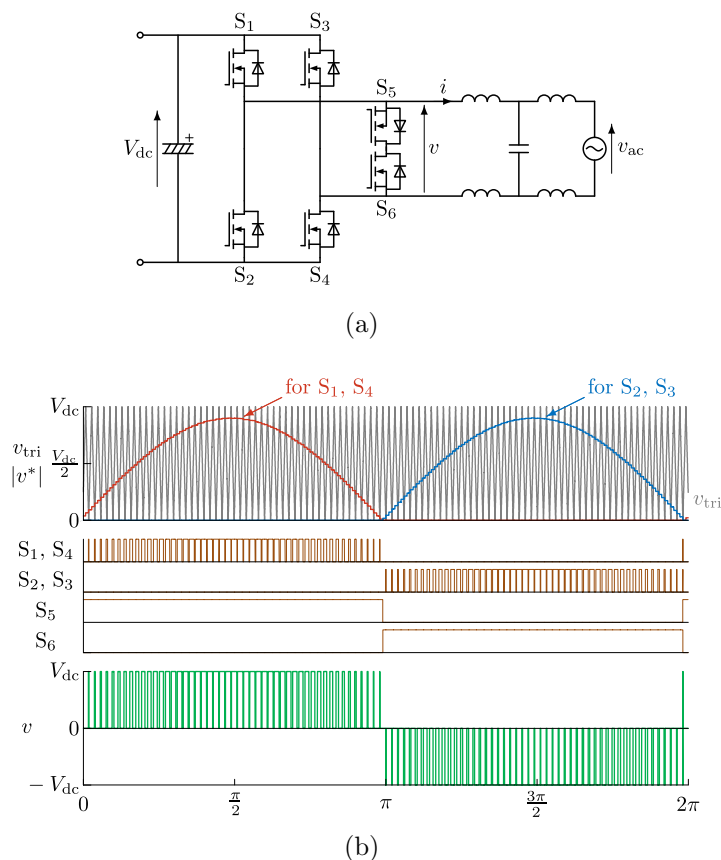 S1 S3
S5 i
Vdc + v vac
S6
S2 S4
(a)
for S1, S4 for S2, S3
Vdc
vtri Vdc/2
|v*|
vtri
0
S1, S4
S2, S3
S5
S6
Vdc
v 0
−Vdc
0 π/2 π 3π/2 2π
(b)